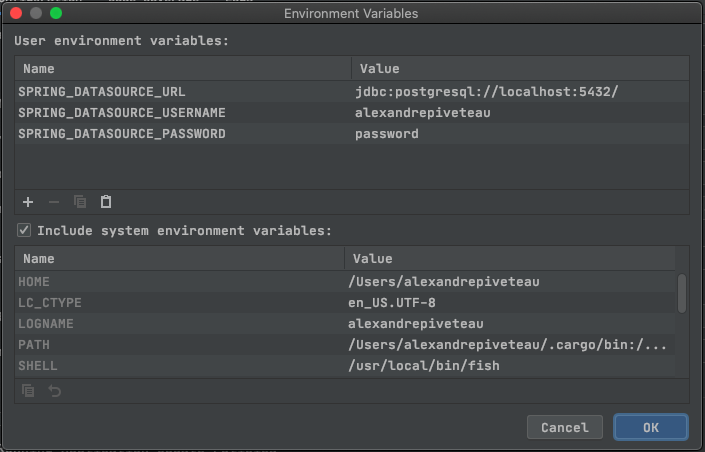 Environment Variables
User environment variables:
Name Value
SPRING_DATASOURCE_URL jdbc:postgresql://localhost:5432/
SPRING_DATASOURCE_USERNAME alexandrepiveteau
SPRING_DATASOURCE_PASSWORD password
Include system environment variables:
Name Value
HOME /Users/alexandrepiveteau
LC_CTYPE en_US.UTF-8
LOGNAME alexandrepiveteau
PATH /Users/alexandrepiveteau/.cargo/bin:/...
SHELL /usr/local/bin/fish
Cancel OK